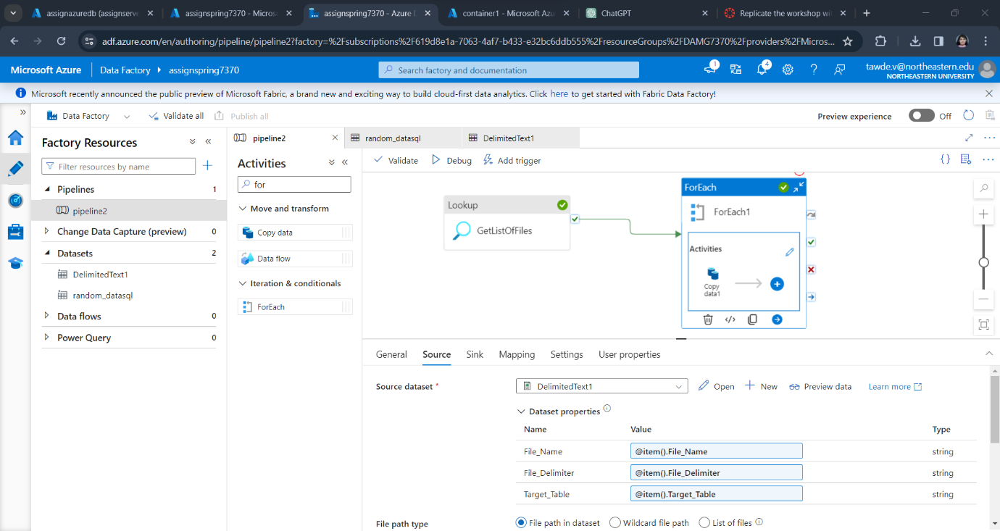 assignazuredb (assignserve
assignspring7370 - Microso
assignspring7370 - Azure D
container1 - Microsoft Azu
ChatGPT
Replicate the workshop wi
adf.azure.com/en/authoring/pipeline/pipeline2?factory=%2Fsubscriptions%2F619d8e1a-7063-4af7-b433-e32bc6ddb555%2FresourceGroups%2FDAMG7370%2Fproviders%2FMicros...
Microsoft Azure
Data Factory
assignspring7370
Search factory and documentation
1
4
tawde.v@northeastern.edu
NORTHEASTERN UNIVERSITY
Microsoft recently announced the public preview of Microsoft Fabric, a brand new and exciting way to build cloud-first data analytics. Click here to get started with Fabric Data Factory!
Data Factory
Validate all
Publish all
Preview experience
Off
Factory Resources
Filter resources by name
Pipelines 1
pipeline2
Change Data Capture (preview) 0
Datasets 2
DelimitedText1
random_datasql
Data flows 0
Power Query 0
pipeline2
random_datasql
DelimitedText1
Activities
for
Move and transform
Copy data
Data flow
Iteration & conditionals
ForEach
Validate
Debug
Add trigger
Lookup
GetListOfFiles
ForEach
ForEach1
Activities
Copy
data1
General
Source
Sink
Mapping
Settings
User properties
Source dataset *
DelimitedText1
Open
New
Preview data
Learn more
Dataset properties
Name Value Type
File_Name @item().File_Name string
File_Delimiter @item().File_Delimiter string
Target_Table @item().Target_Table string
File path type
File path in dataset
Wildcard file path
List of files